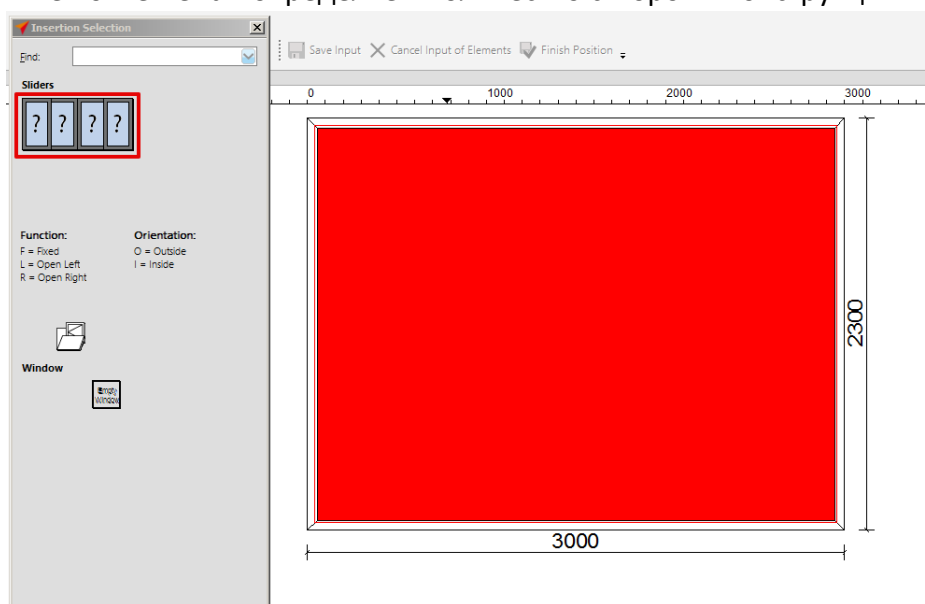 Insertion Selection
Find:
Save Input Cancel Input of Elements Finish Position
Sliders
? ? ? ?
0 1000 2000 3000
Function: Orientation:
F = Fixed O = Outside
L = Open Left I = Inside
R = Open Right
Window
Empty
Window
2300
3000